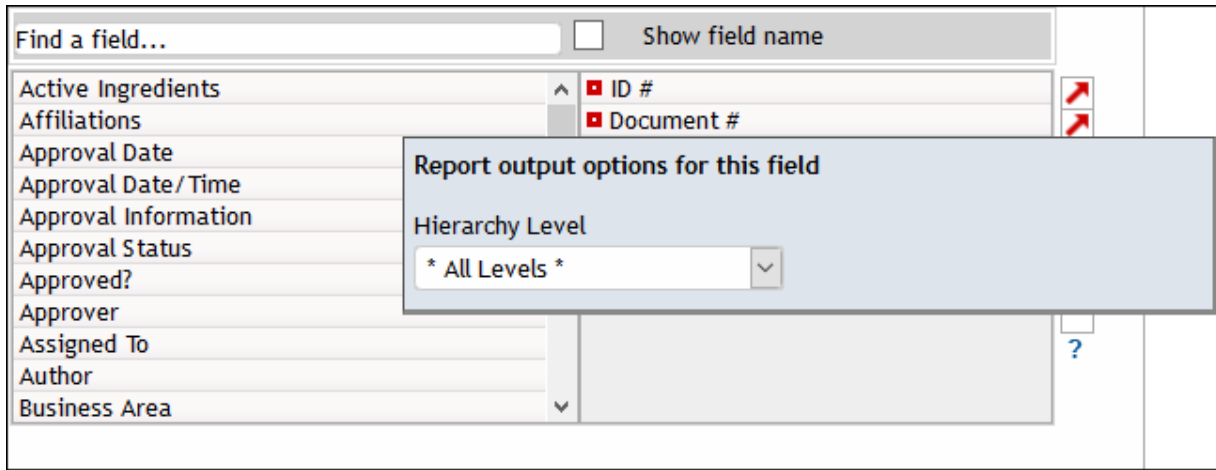 Find a field...
Show field name
Active Ingredients
Affiliations
Approval Date
Approval Date/Time
Approval Information
Approval Status
Approved?
Approver
Assigned To
Author
Business Area
ID #
Document #
Report output options for this field
Hierarchy Level
* All Levels *
?